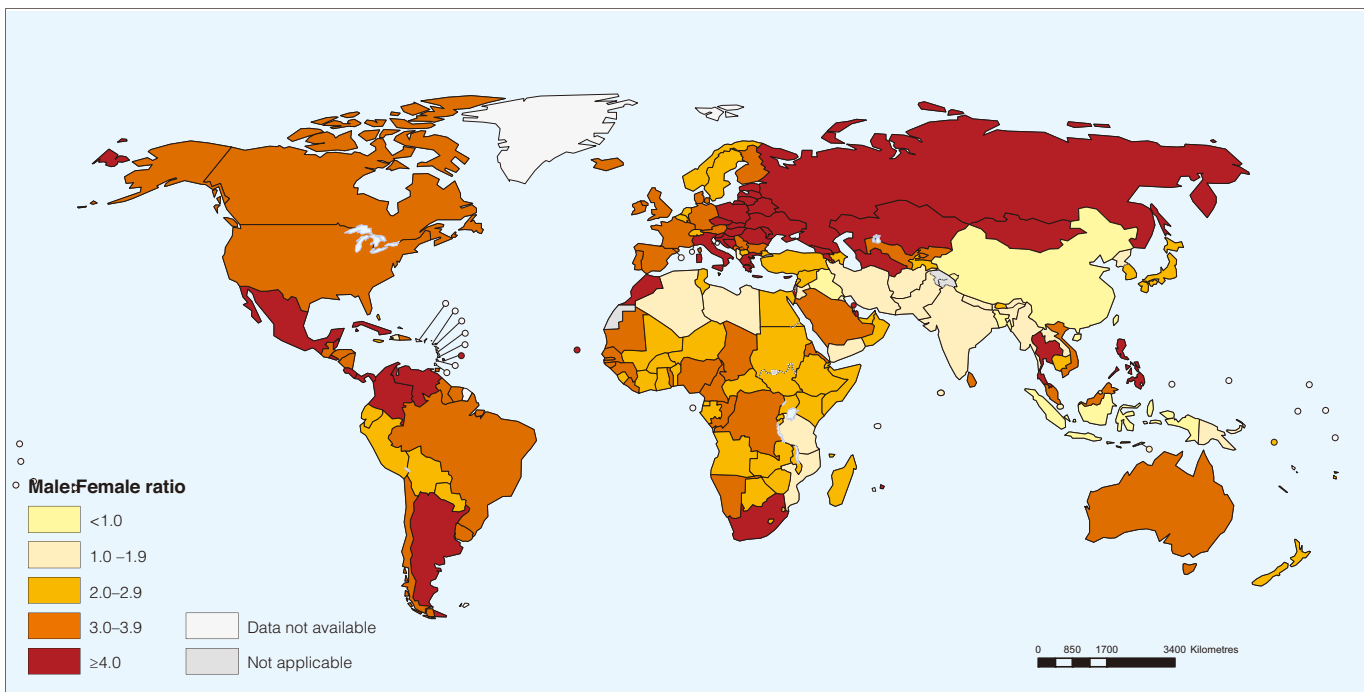 Male:Female ratio
<1.0
1.0 –1.9
2.0–2.9
3.0–3.9
≥4.0
Data not available
Not applicable
0 850 1700 3400 Kilometres